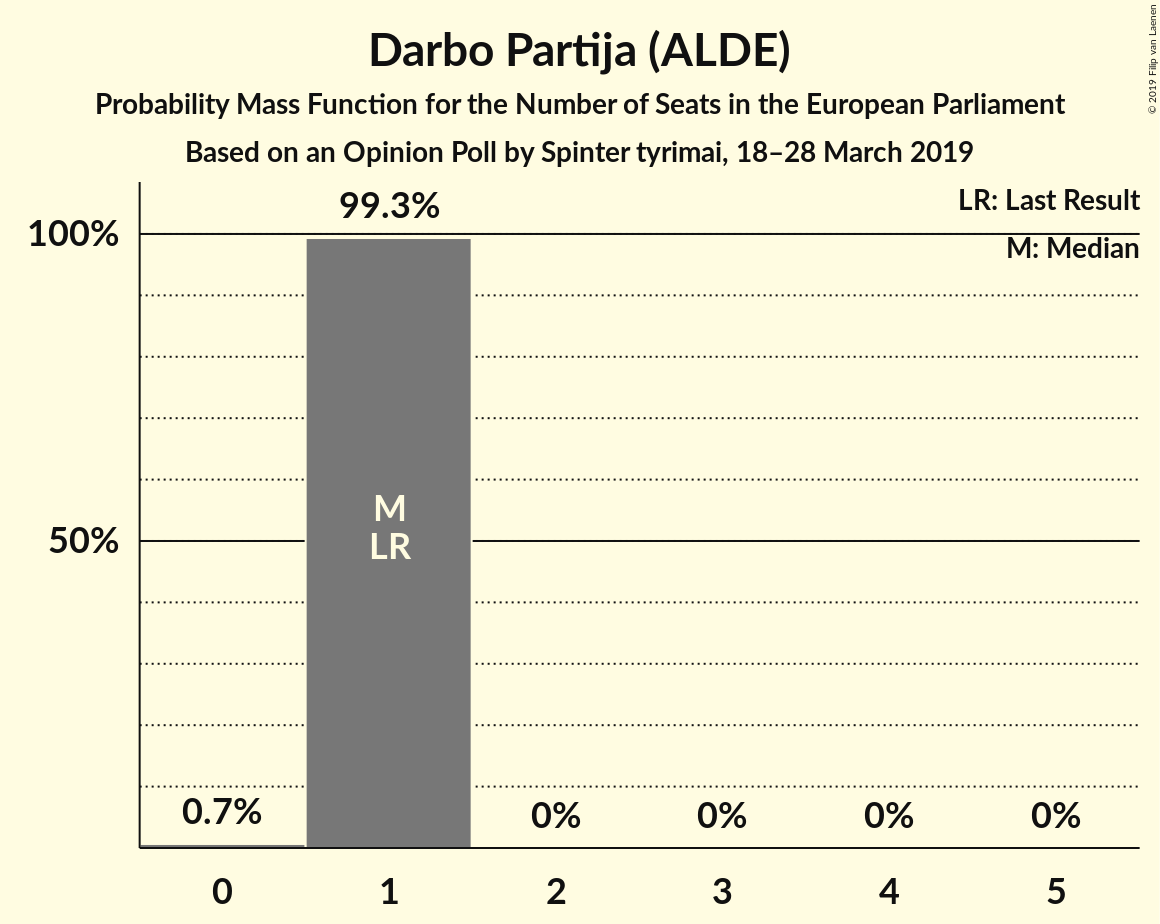 Darbo Partija (ALDE)
Probability Mass Function for the Number of Seats in the European Parliament
Based on an Opinion Poll by Spinter tyrimai, 18–28 March 2019
© 2019 Filip van Laenen
LR: Last Result
M: Median
100%
50%
0.7%
99.3%
0%
0%
0%
0%
M
LR
0
1
2
3
4
5